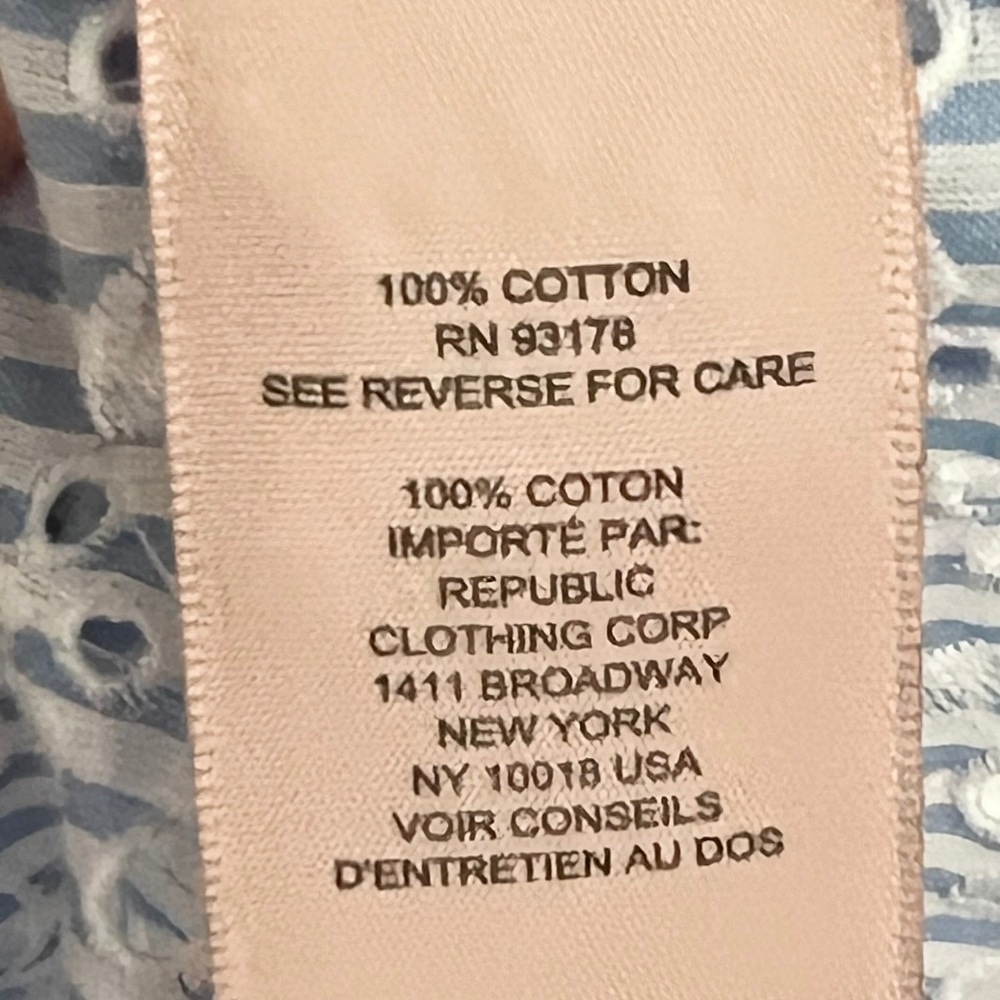 100% COTTON
RN 93178
SEE REVERSE FOR CARE
100% COTON
IMPORTÉ PAR:
REPUBLIC
CLOTHING CORP
1411 BROADWAY
NEW YORK
NY 10018 USA
VOIR CONSEILS
D'ENTRETIEN AU DOS